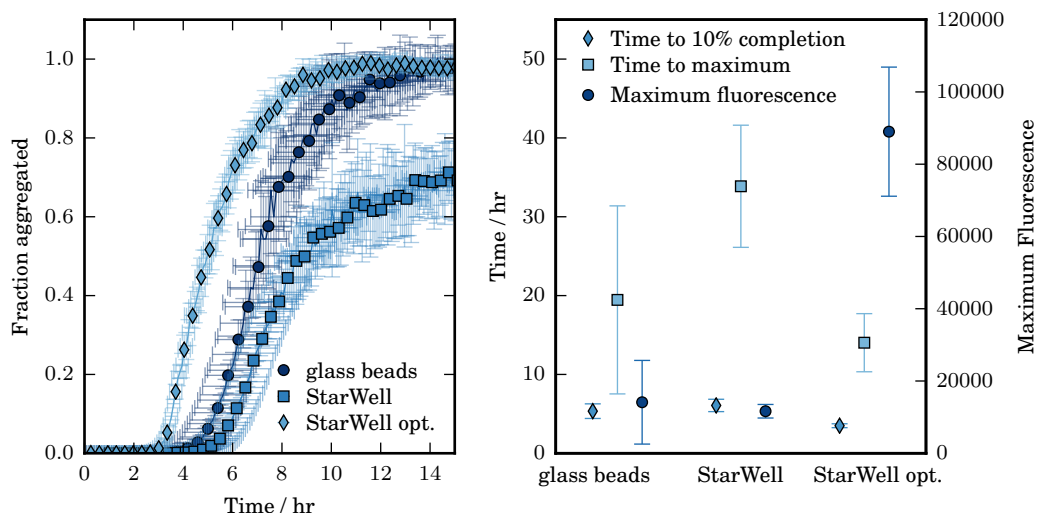 1.0
0.8
0.6
0.4
0.2
0.0
Fraction aggregated
0 2 4 6 8 10 12 14
Time / hr
glass beads
StarWell
StarWell opt.
50
40
30
20
10
0
Time / hr
Time to 10% completion
Time to maximum
Maximum fluorescence
glass beads StarWell StarWell opt.
120000
100000
80000
60000
40000
20000
0
Maximum Fluorescence